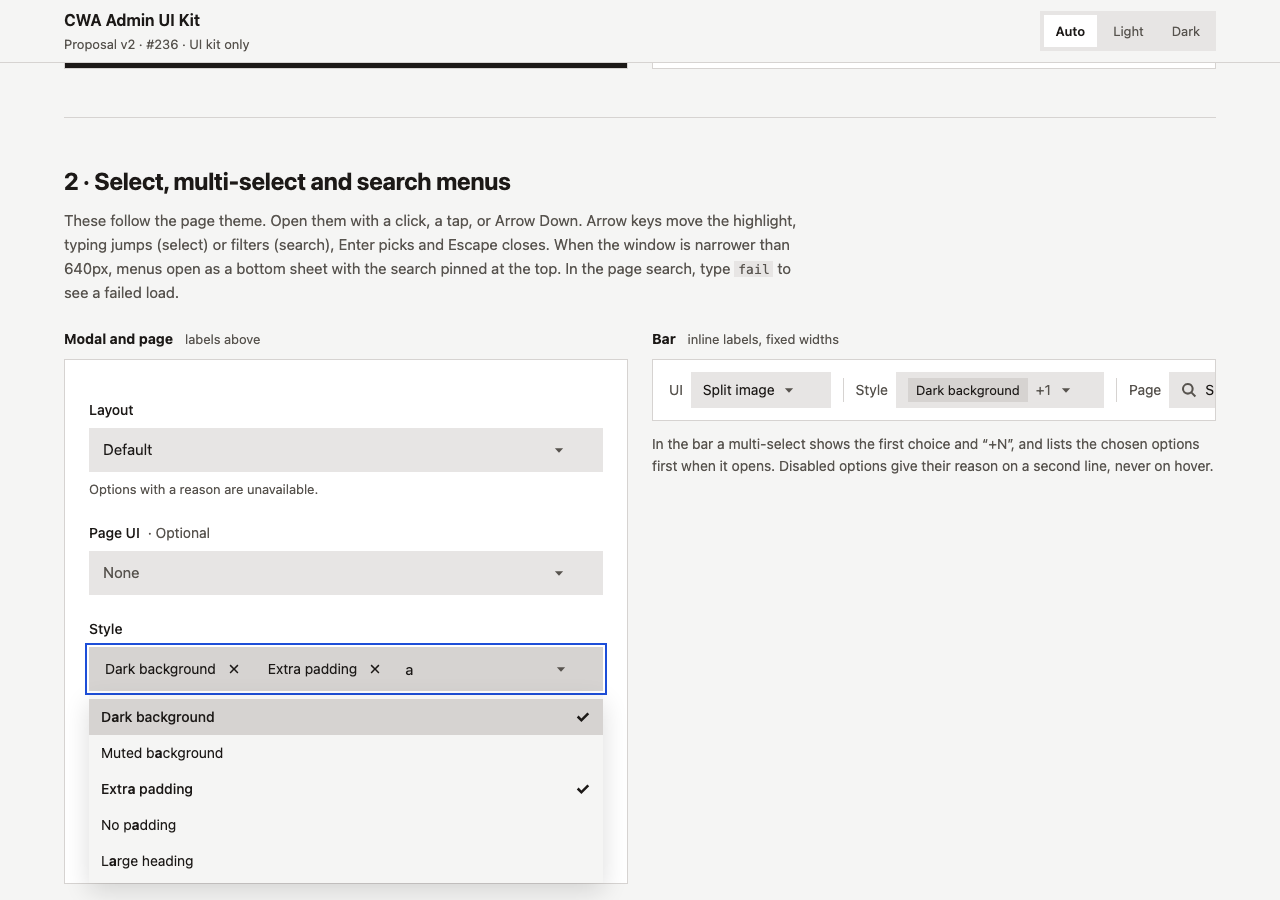 CWA Admin UI Kit
Proposal v2 · #236 · UI kit only
Auto
Light
Dark
2 · Select, multi-select and search menus
These follow the page theme. Open them with a click, a tap, or Arrow Down. Arrow keys move the highlight,
typing jumps (select) or filters (search), Enter picks and Escape closes. When the window is narrower than
640px, menus open as a bottom sheet with the search pinned at the top. In the page search, type fail to
see a failed load.
Modal and page labels above
Layout
Default
Options with a reason are unavailable.
Page UI · Optional
None
Style
Dark background ✕ Extra padding ✕ a
Dark background
Muted background
Extra padding
No padding
Large heading
Bar inline labels, fixed widths
UI Split image Style Dark background +1 Page S
In the bar a multi-select shows the first choice and “+N”, and lists the chosen options
first when it opens. Disabled options give their reason on a second line, never on hover.